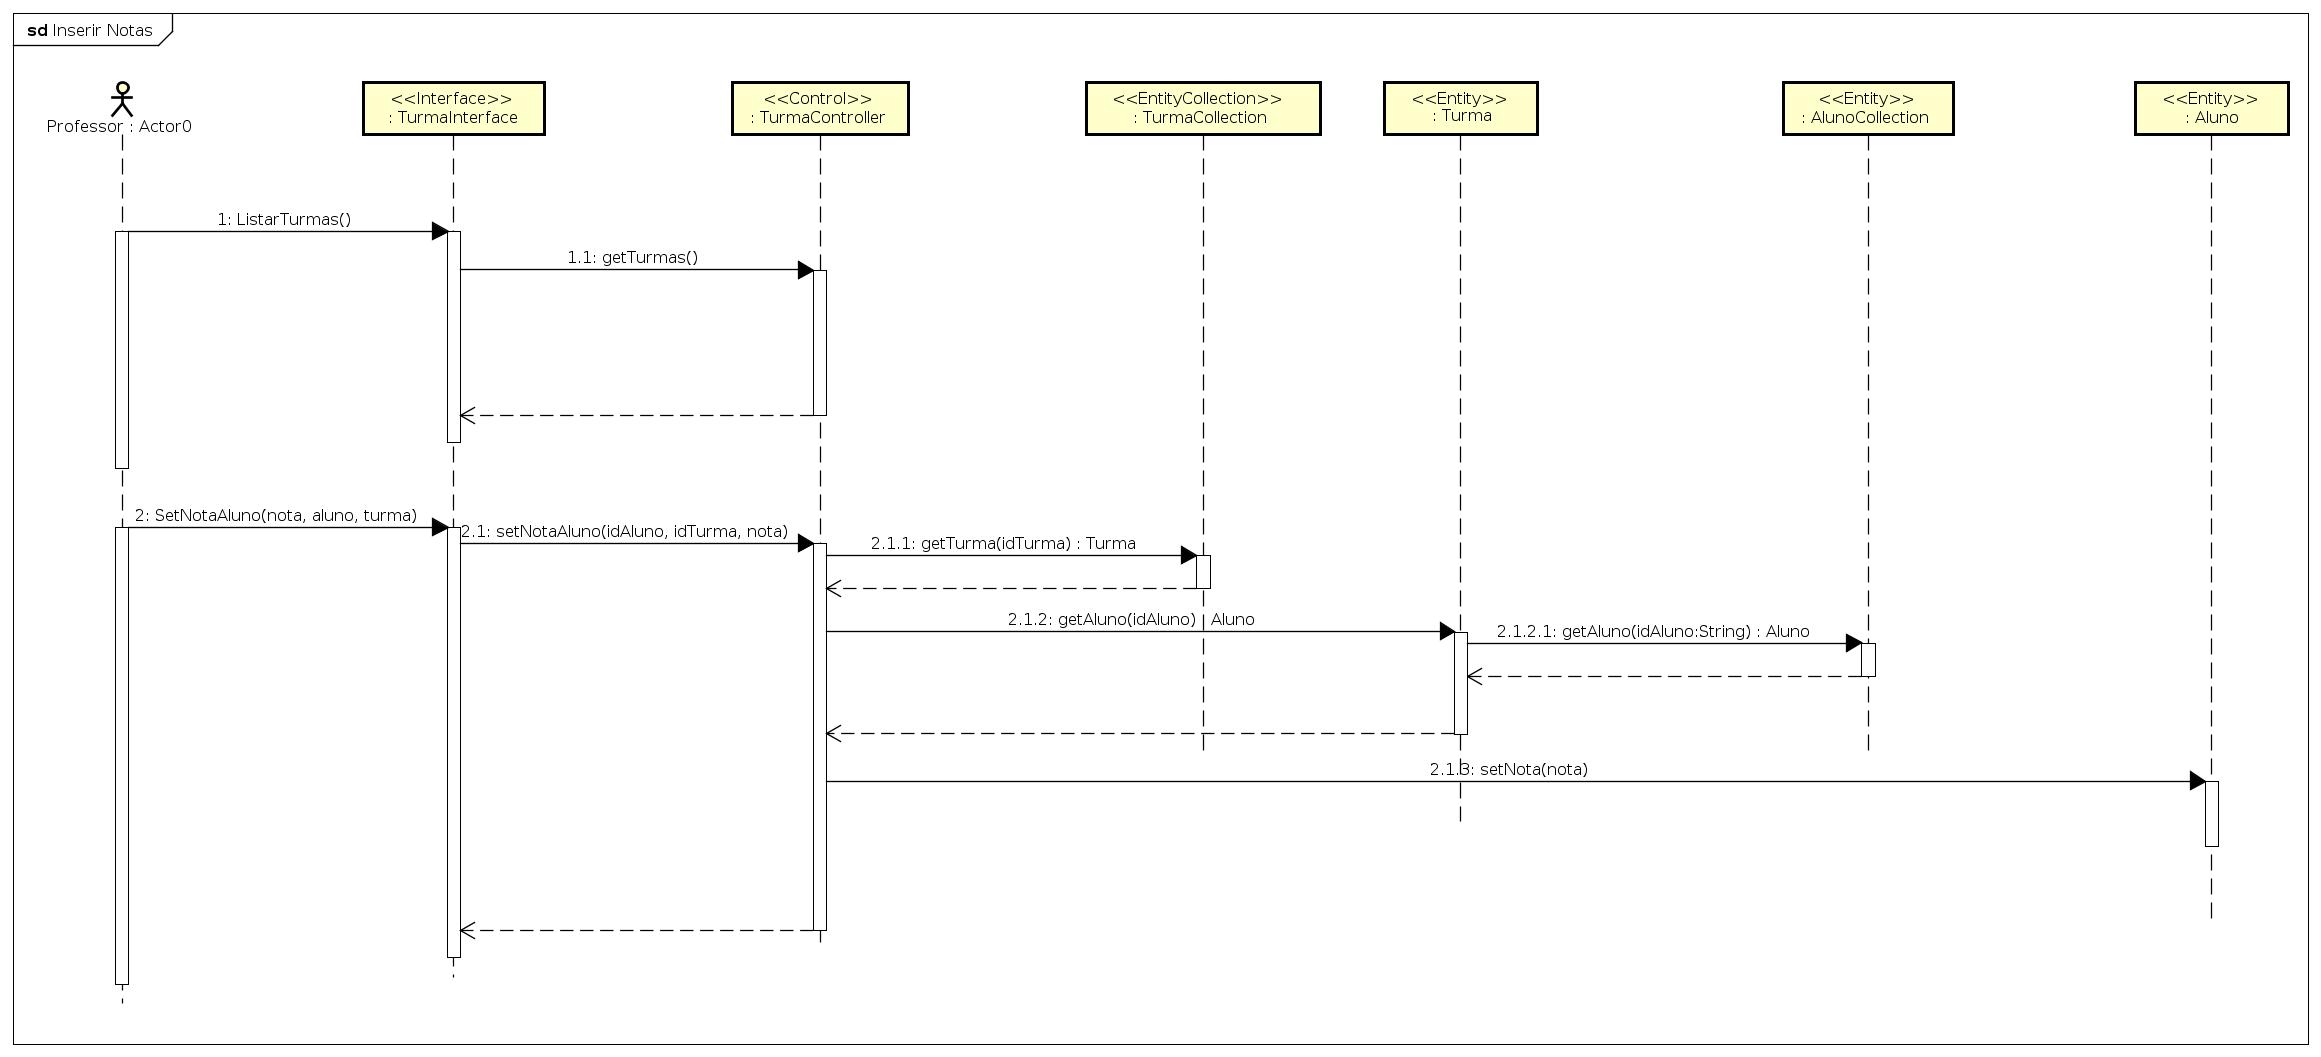 sd Inserir Notas
Professor : Actor0
<<Interface>>
: TurmaInterface
<<Control>>
: TurmaController
<<EntityCollection>>
: TurmaCollection
<<Entity>>
: Turma
<<Entity>>
: AlunoCollection
<<Entity>>
: Aluno
1: ListarTurmas()
1.1: getTurmas()
2: SetNotaAluno(nota, aluno, turma)
2.1: setNotaAluno(idAluno, idTurma, nota)
2.1.1: getTurma(idTurma) : Turma
2.1.2: getAluno(idAluno) : Aluno
2.1.2.1: getAluno(idAluno:String) : Aluno
2.1.3: setNota(nota)